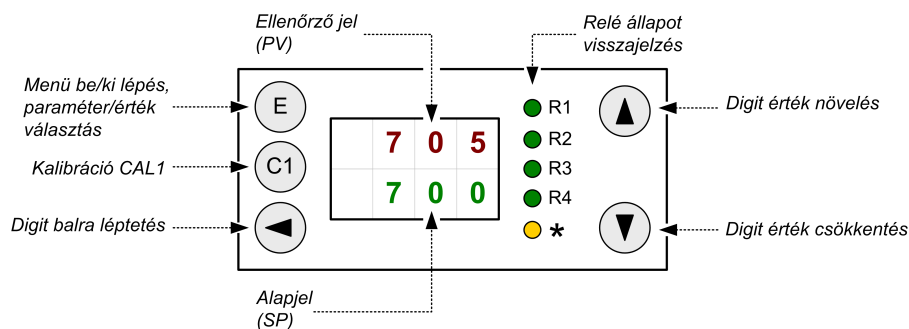 Ellenőrző jel
(PV)
Relé állapot
visszajelzés
Menü be/ki lépés,
paraméter/érték
választás
E
R1
Digit érték növelés
7 0 5
R2
Kalibráció CAL1
C1
R3
7 0 0
R4
Digit balra léptetés
*
Digit érték csökkentés
Alapjel
(SP)